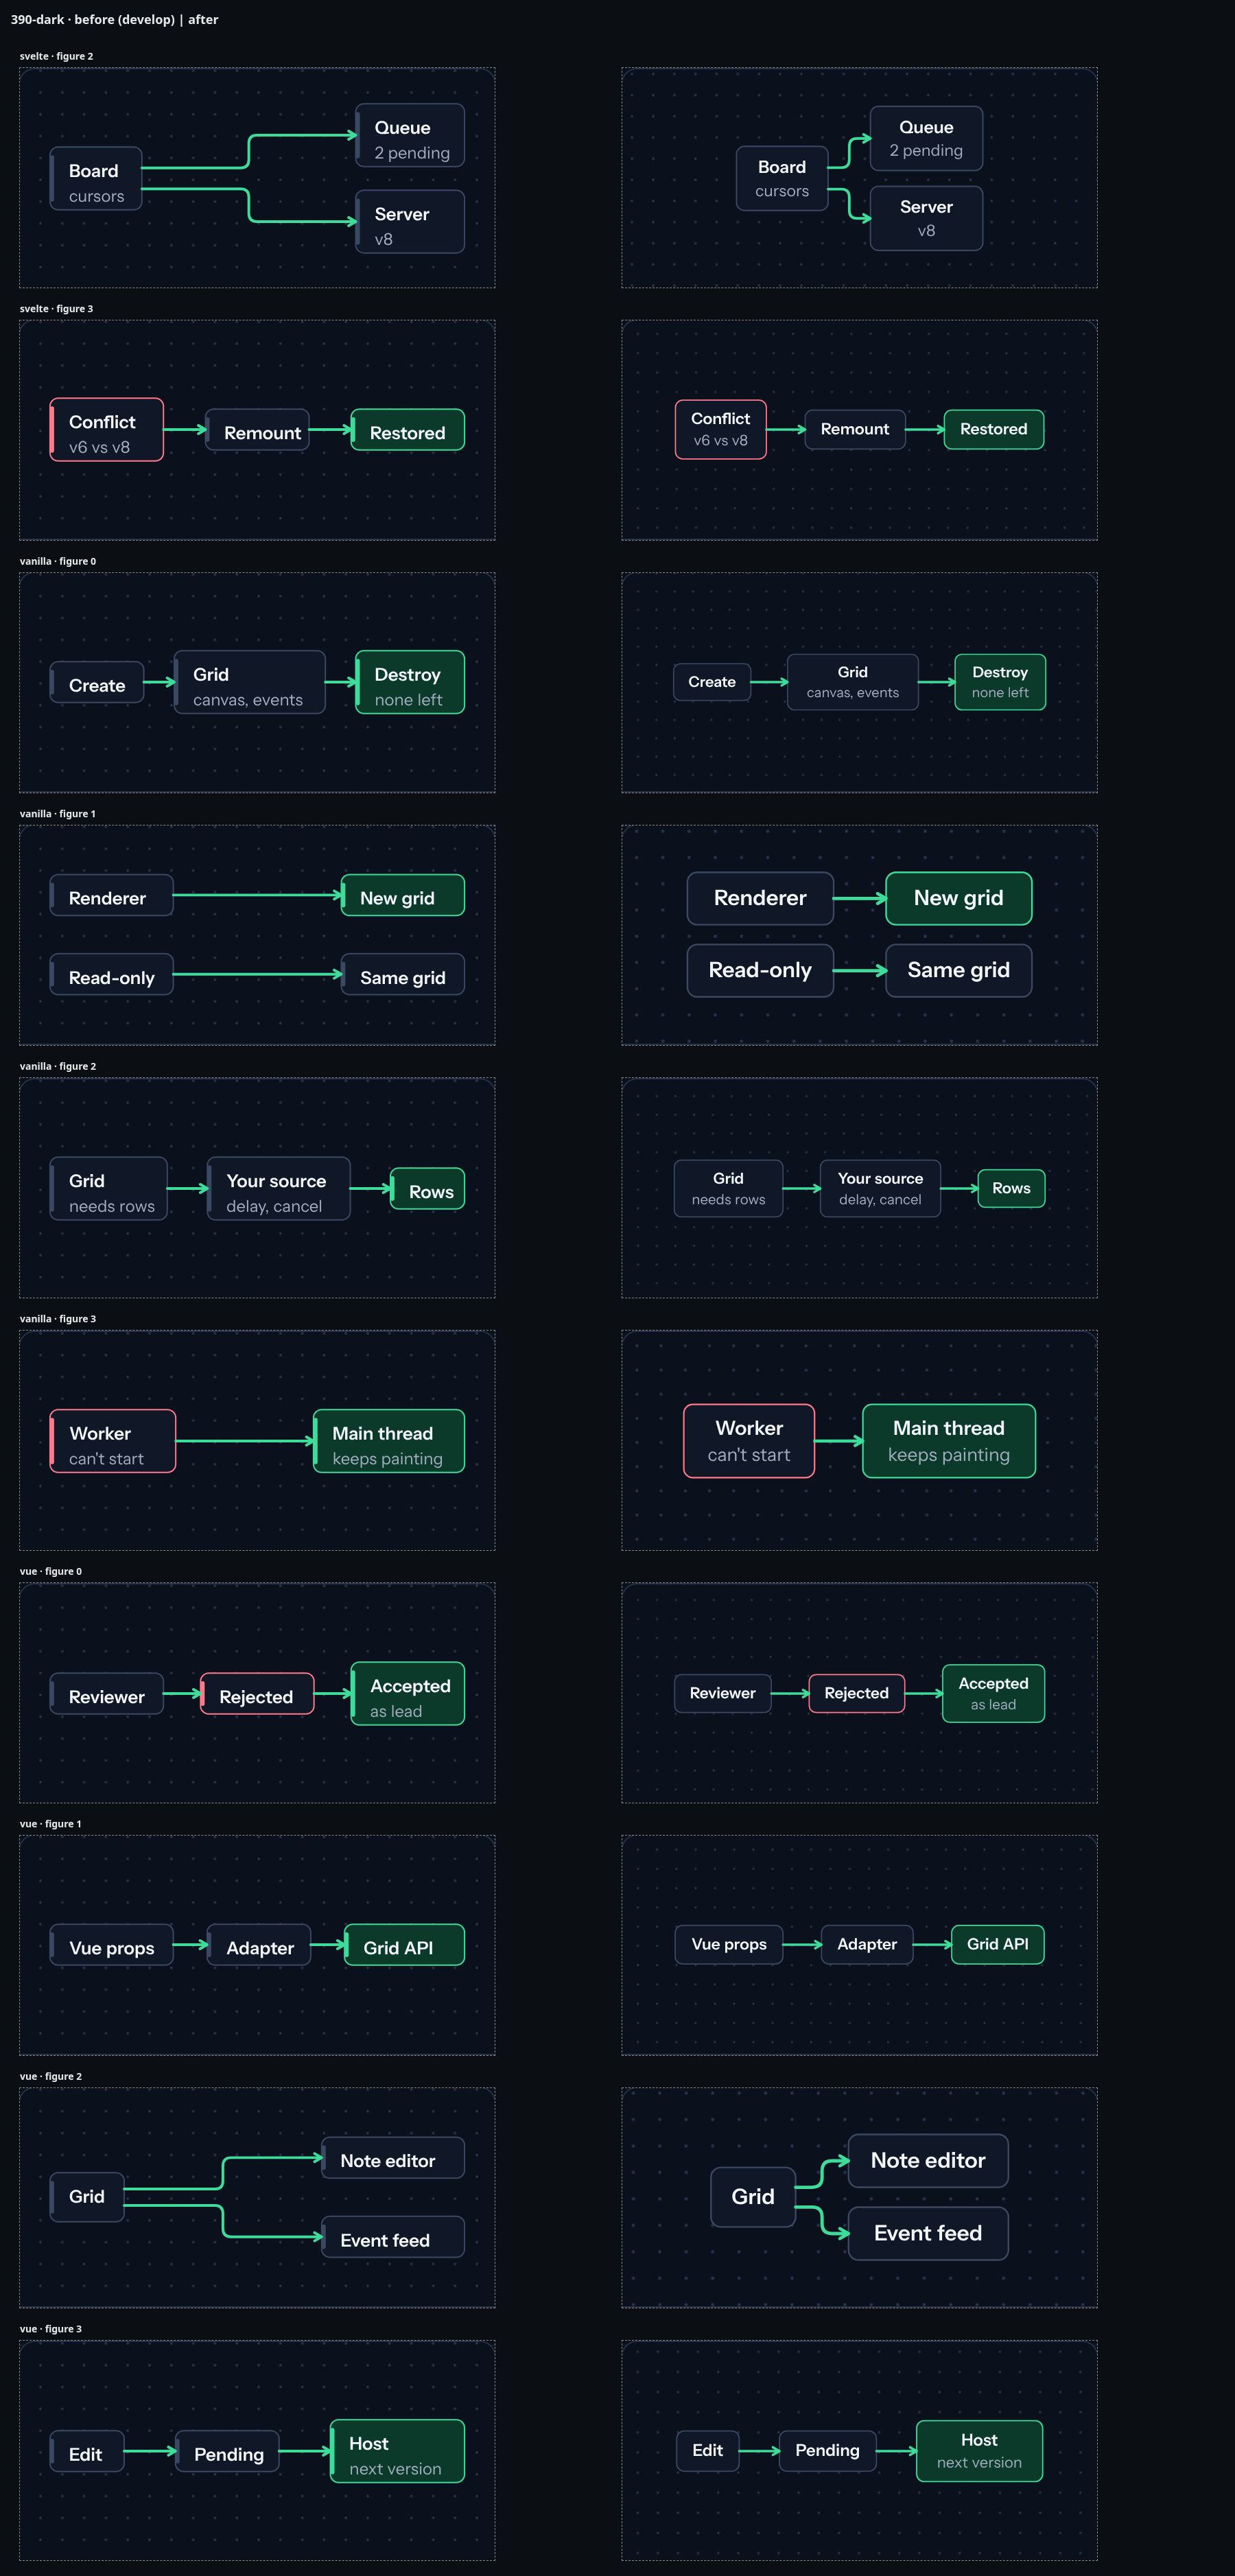 390-dark · before (develop) | after
svelte · figure 2
Board
cursors
Queue
2 pending
Server
v8
Board
cursors
Queue
2 pending
Server
v8
svelte · figure 3
Conflict
v6 vs v8
Remount
Restored
Conflict
v6 vs v8
Remount
Restored
vanilla · figure 0
Create
Grid
canvas, events
Destroy
none left
Create
Grid
canvas, events
Destroy
none left
vanilla · figure 1
Renderer
New grid
Read-only
Same grid
Renderer
New grid
Read-only
Same grid
vanilla · figure 2
Grid
needs rows
Your source
delay, cancel
Rows
Grid
needs rows
Your source
delay, cancel
Rows
vanilla · figure 3
Worker
can't start
Main thread
keeps painting
Worker
can't start
Main thread
keeps painting
vue · figure 0
Reviewer
Rejected
Accepted
as lead
Reviewer
Rejected
Accepted
as lead
vue · figure 1
Vue props
Adapter
Grid API
Vue props
Adapter
Grid API
vue · figure 2
Grid
Note editor
Event feed
Grid
Note editor
Event feed
vue · figure 3
Edit
Pending
Host
next version
Edit
Pending
Host
next version